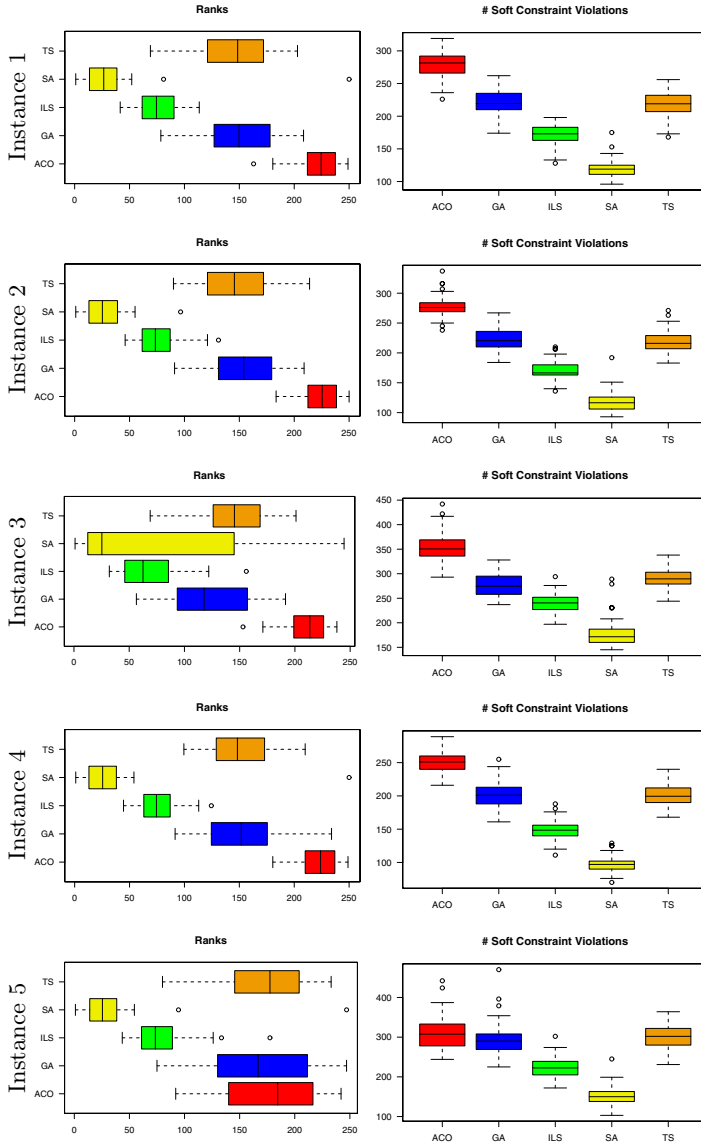 Instance 1
Ranks
TS
SA
ILS
GA
ACO
0 50 100 150 200 250
# Soft Constraint Violations
300
250
200
150
100
ACO GA ILS SA TS
Instance 2
Ranks
TS
SA
ILS
GA
ACO
0 50 100 150 200 250
# Soft Constraint Violations
300
250
200
150
100
ACO GA ILS SA TS
Instance 3
Ranks
TS
SA
ILS
GA
ACO
0 50 100 150 200 250
# Soft Constraint Violations
450
400
350
300
250
200
150
ACO GA ILS SA TS
Instance 4
Ranks
TS
SA
ILS
GA
ACO
0 50 100 150 200 250
# Soft Constraint Violations
250
200
150
100
ACO GA ILS SA TS
Instance 5
Ranks
TS
SA
ILS
GA
ACO
0 50 100 150 200 250
# Soft Constraint Violations
400
300
200
100
ACO GA ILS SA TS